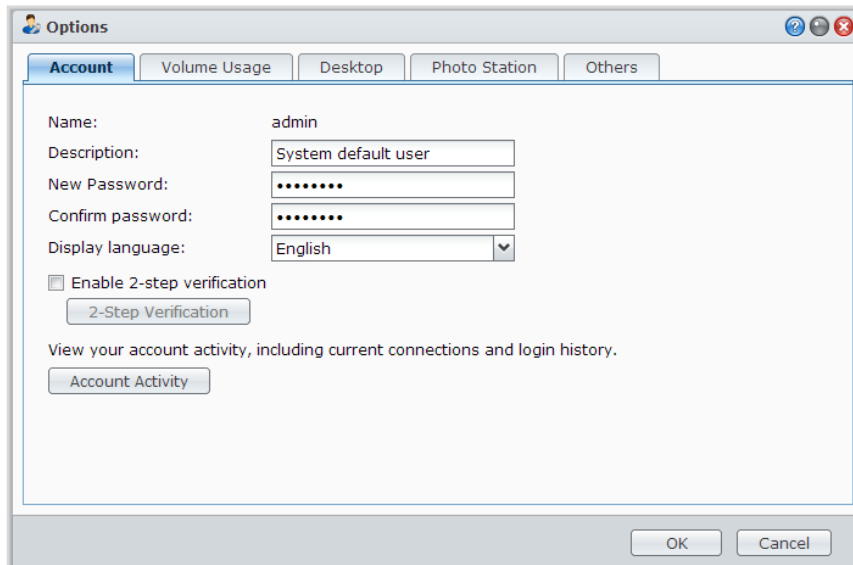 Options
Account Volume Usage Desktop Photo Station Others
Name: admin
Description: System default user
New Password: ••••••••
Confirm password: ••••••••
Display language: English
Enable 2-step verification
2-Step Verification
View your account activity, including current connections and login history.
Account Activity
OK Cancel